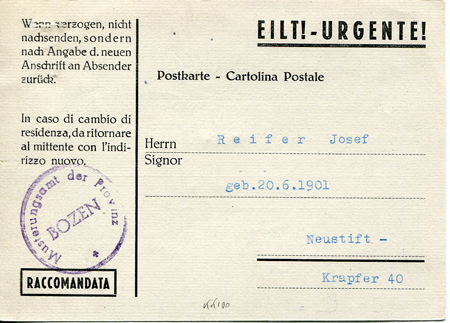 Wenn verzogen, nicht
nachsenden, sondern
nach Angabe d. neuen
Anschrift an Absender
zurück.
In caso di cambio di
residenza, da ritornare
al mittente con l'indi-
rizzo nuovo.
Musterungsamt der Provinz
BOZEN
RACCOMANDATA
EILT!-URGENTE!
Postkarte - Cartolina Postale
Herrn Reifer Josef
Signor
geb.20.6.1901
Neustift -
Krapfer 40